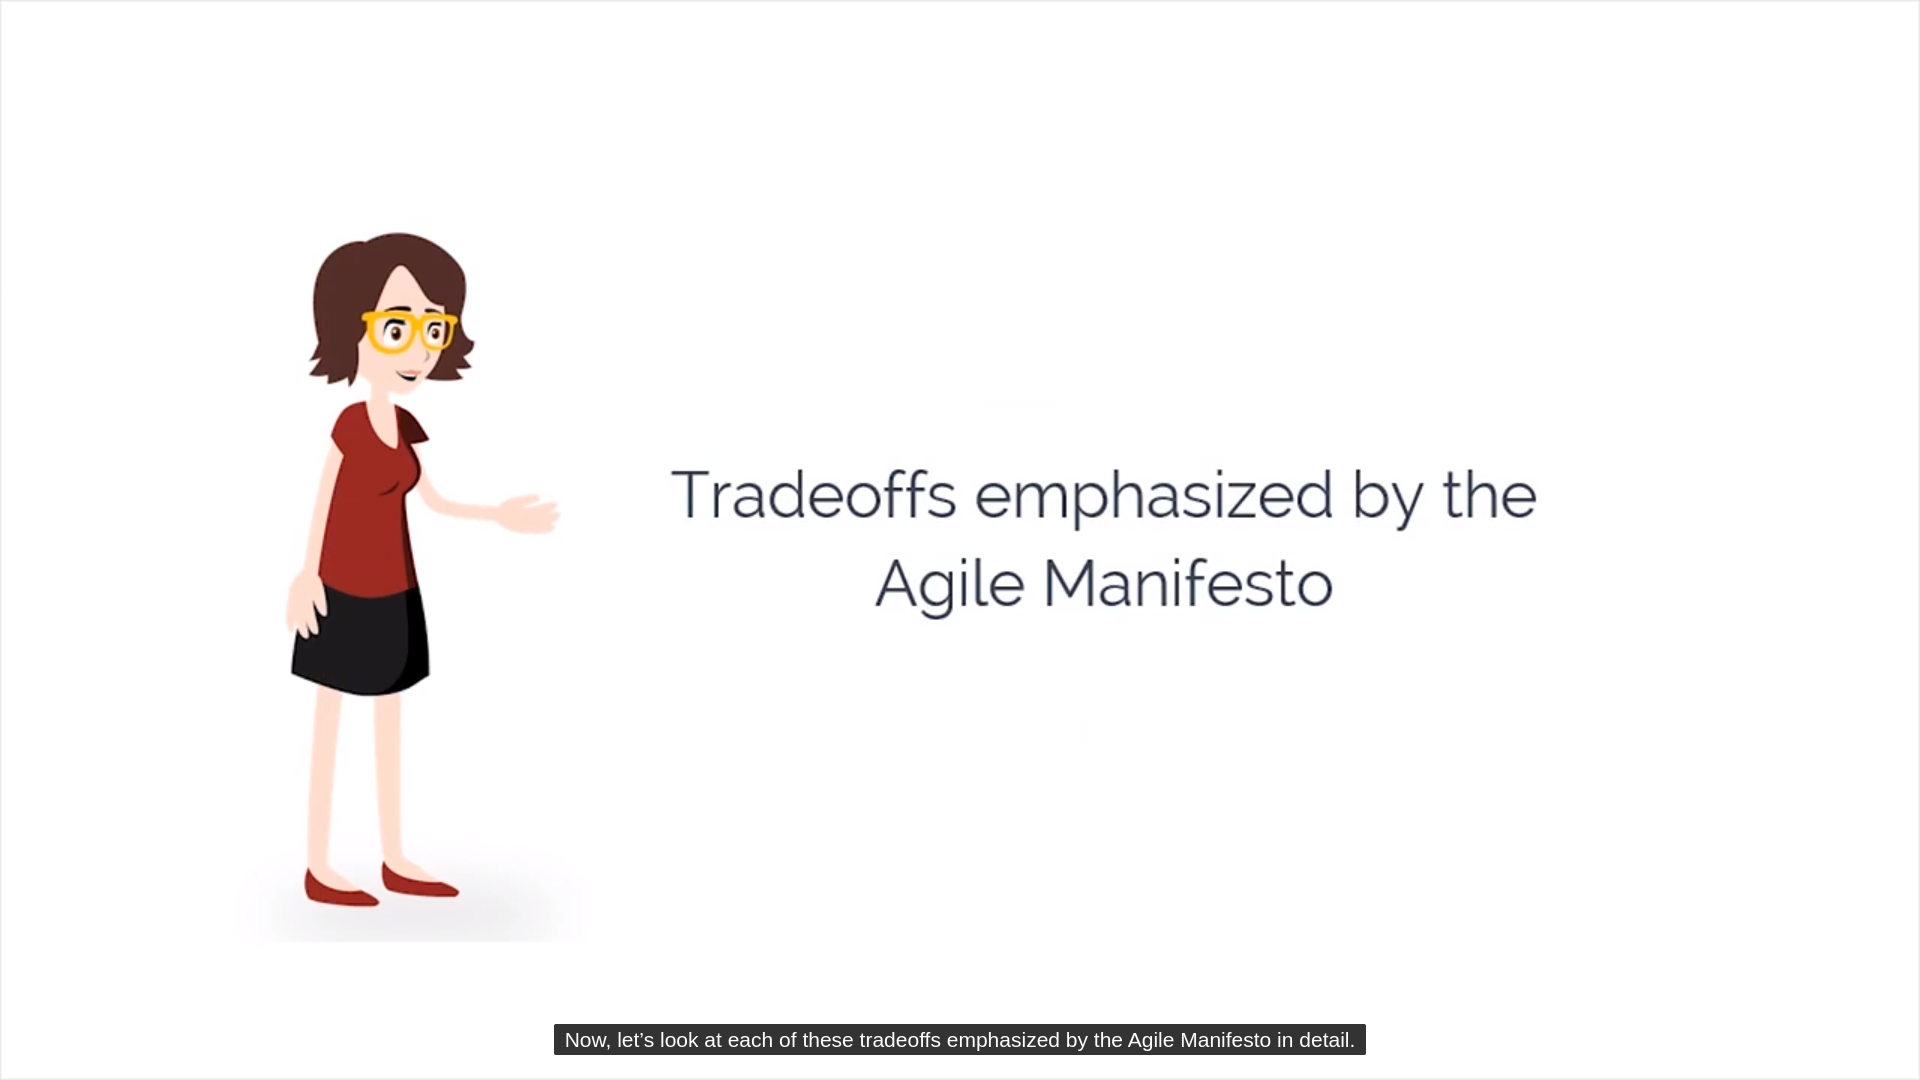 Tradeoffs emphasized by the
Agile Manifesto
Now, let’s look at each of these tradeoffs emphasized by the Agile Manifesto in detail.